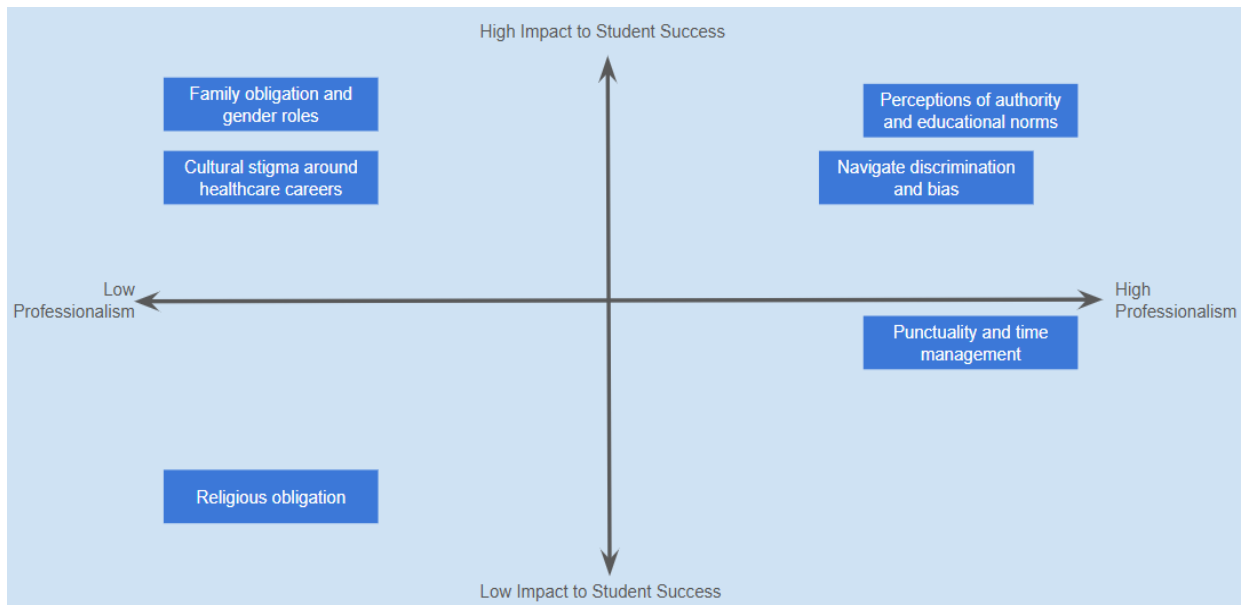 High Impact to Student Success
Family obligation and
gender roles
Perceptions of authority
and educational norms
Cultural stigma around
healthcare careers
Navigate discrimination
and bias
Low
Professionalism
High
Professionalism
Punctuality and time
management
Religious obligation
Low Impact to Student Success